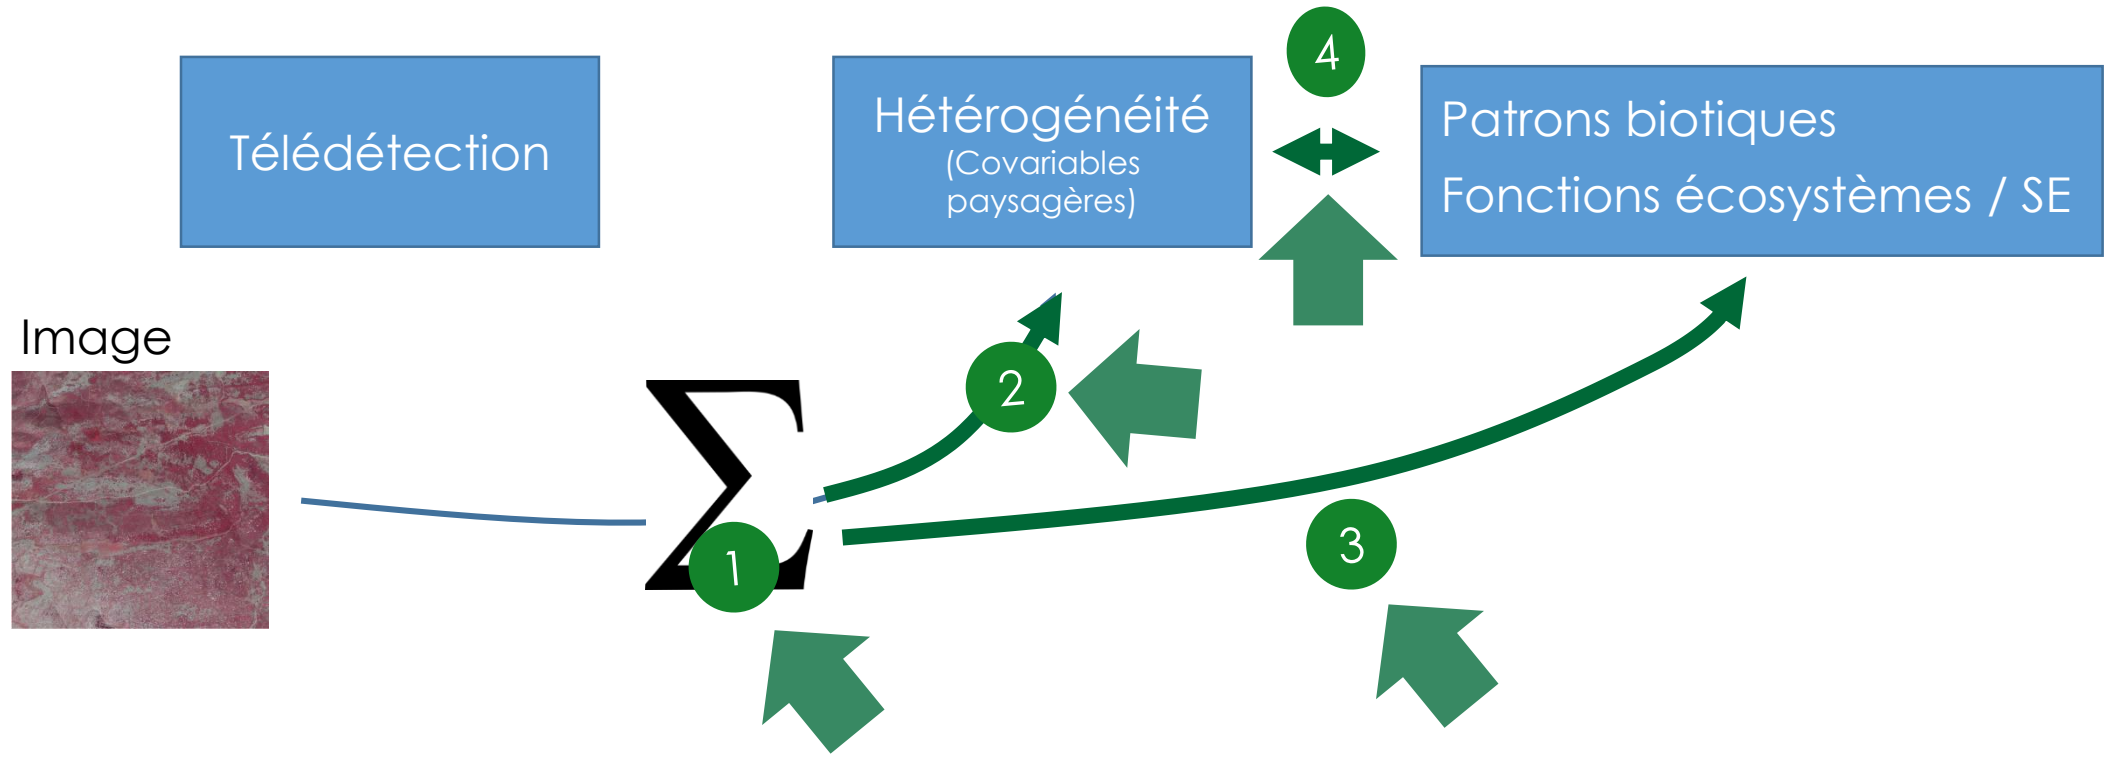 Télédétection
Hétérogénéité
(Covariables
paysagères)
4
Patrons biotiques
Fonctions écosystèmes / SE
Image
2
Σ
1
3